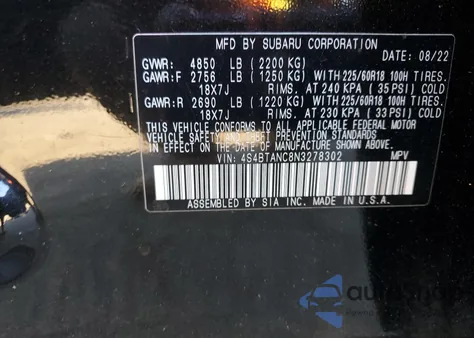 MFD BY SUBARU CORPORATION
GVWR: 4850 LB (2200 KG) DATE: 08/22
GAWR:F 2756 LB (1250 KG) WITH 225/60R18 100H TIRES.
18X7J RIMS. AT 240 KPA (35 PSI) COLD
GAWR:R 2690 LB (1220 KG) WITH 225/60R18 100H TIRES.
18X7J RIMS. AT 230 KPA (33 PSI) COLD
THIS VEHICLE CONFORMS TO ALL APPLICABLE FEDERAL MOTOR
VEHICLE SAFETY AND THEFT PREVENTION STANDARDS
IN EFFECT ON THE DATE OF MANUFACTURE SHOWN ABOVE.
VIN: 4S4BTANC8N3278302 MPV
ASSEMBLED BY SIA INC. MADE IN U.S.A.